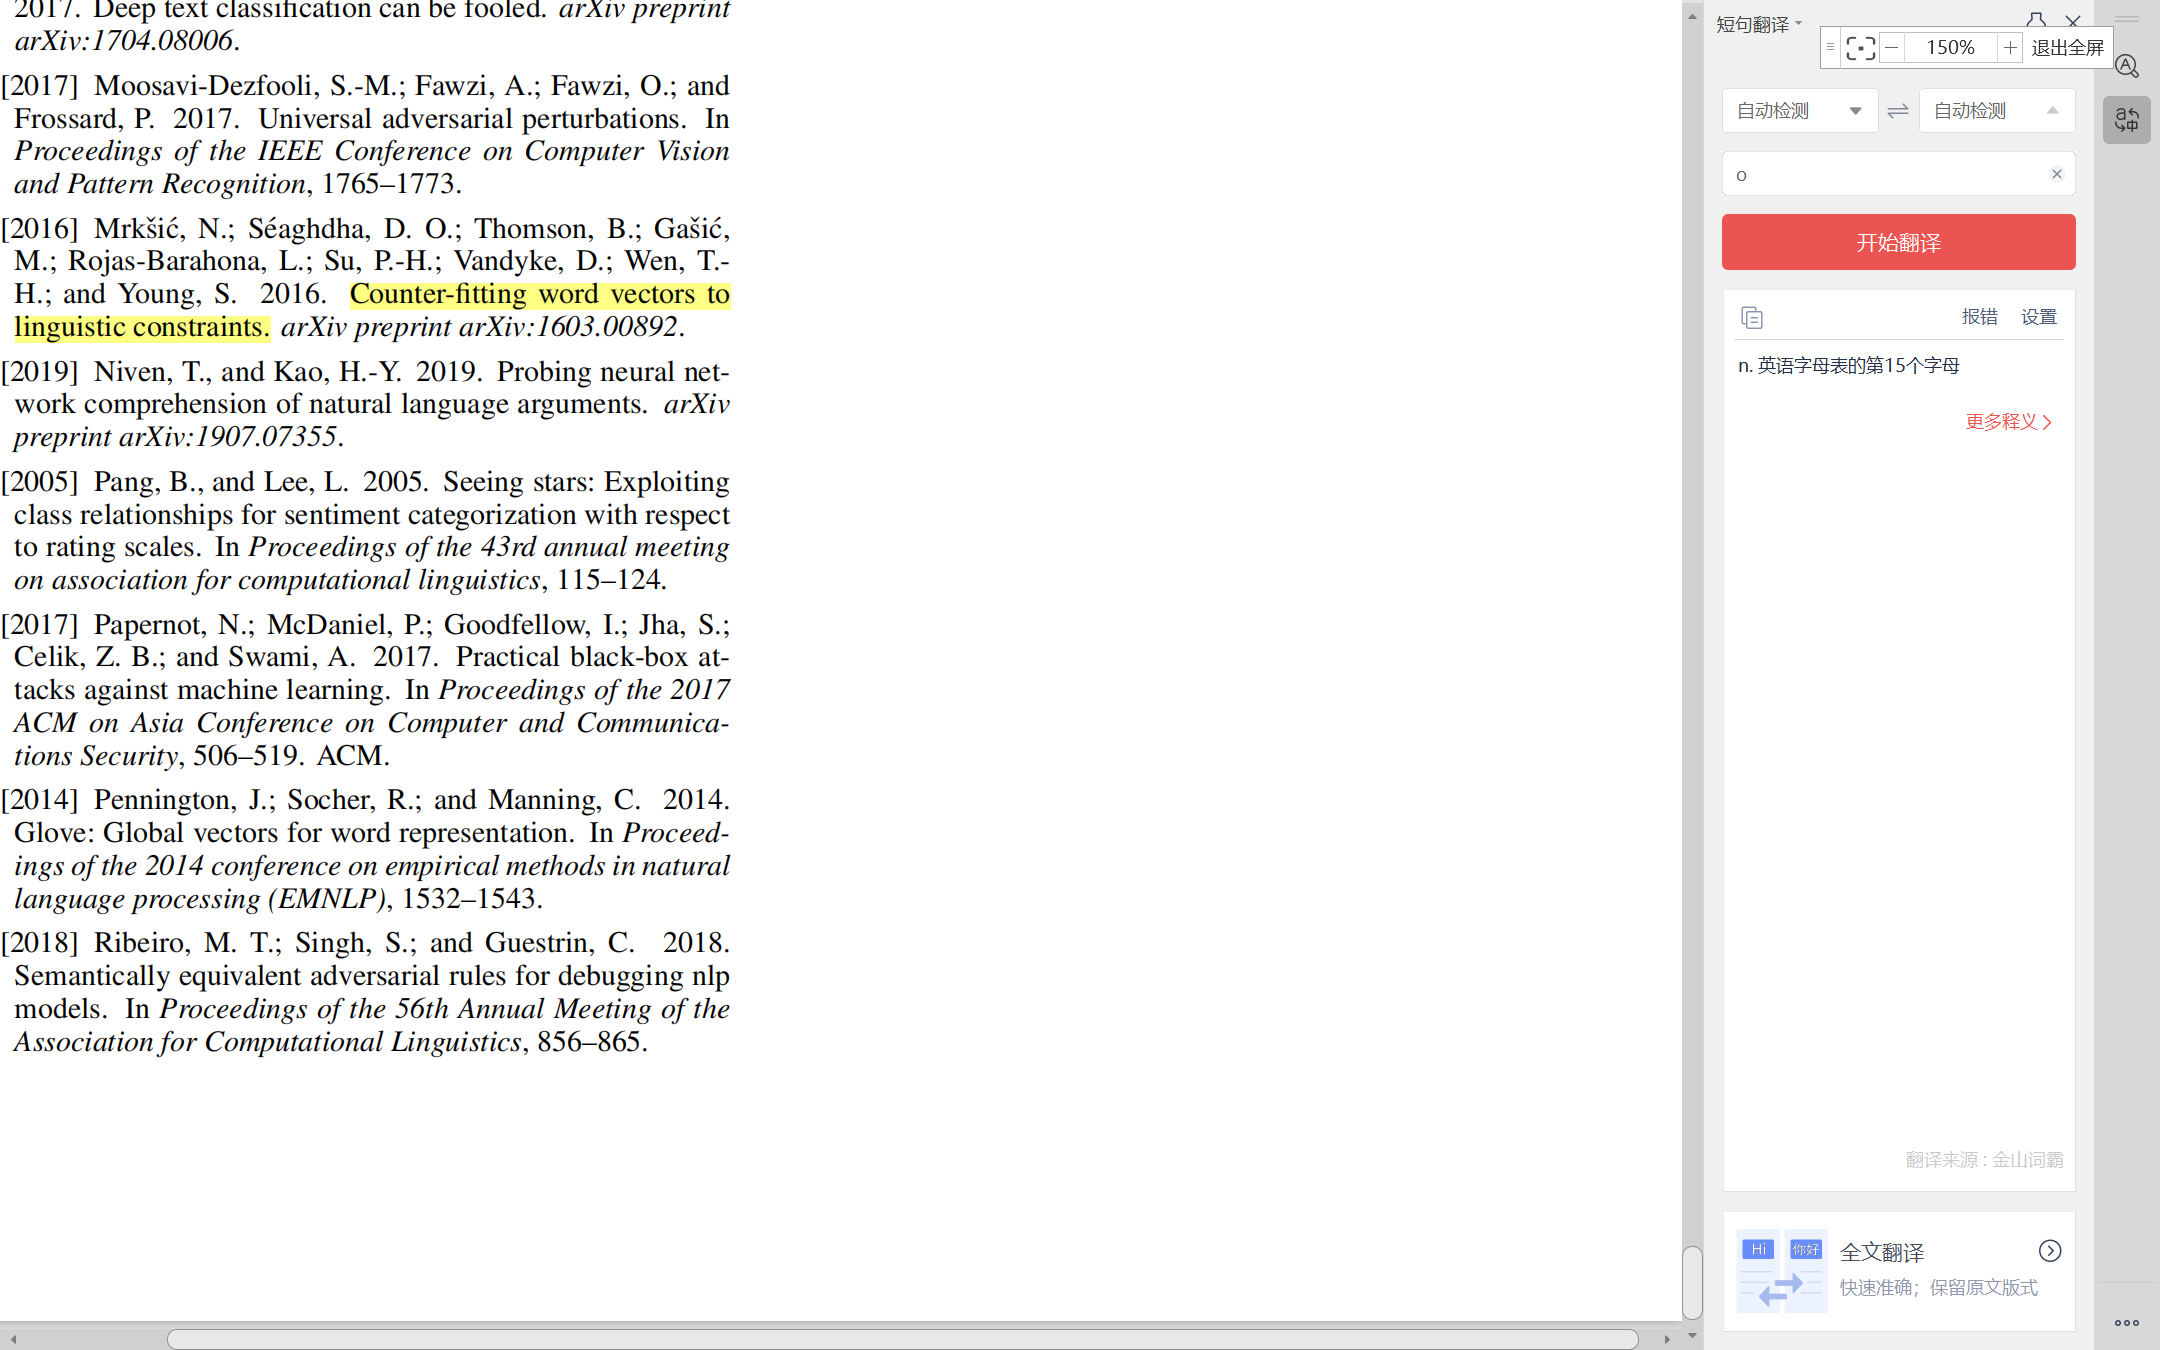 2017. Deep text classification can be fooled. arXiv preprint
arXiv:1704.08006.
[2017] Moosavi-Dezfooli, S.-M.; Fawzi, A.; Fawzi, O.; and
Frossard, P. 2017. Universal adversarial perturbations. In
Proceedings of the IEEE Conference on Computer Vision
and Pattern Recognition, 1765–1773.
[2016] Mrkšić, N.; Séaghdha, D. O.; Thomson, B.; Gašić,
M.; Rojas-Barahona, L.; Su, P.-H.; Vandyke, D.; Wen, T.-
H.; and Young, S. 2016. Counter-fitting word vectors to
linguistic constraints. arXiv preprint arXiv:1603.00892.
[2019] Niven, T., and Kao, H.-Y. 2019. Probing neural net-
work comprehension of natural language arguments. arXiv
preprint arXiv:1907.07355.
[2005] Pang, B., and Lee, L. 2005. Seeing stars: Exploiting
class relationships for sentiment categorization with respect
to rating scales. In Proceedings of the 43rd annual meeting
on association for computational linguistics, 115–124.
[2017] Papernot, N.; McDaniel, P.; Goodfellow, I.; Jha, S.;
Celik, Z. B.; and Swami, A. 2017. Practical black-box at-
tacks against machine learning. In Proceedings of the 2017
ACM on Asia Conference on Computer and Communica-
tions Security, 506–519. ACM.
[2014] Pennington, J.; Socher, R.; and Manning, C. 2014.
Glove: Global vectors for word representation. In Proceed-
ings of the 2014 conference on empirical methods in natural
language processing (EMNLP), 1532–1543.
[2018] Ribeiro, M. T.; Singh, S.; and Guestrin, C. 2018.
Semantically equivalent adversarial rules for debugging nlp
models. In Proceedings of the 56th Annual Meeting of the
Association for Computational Linguistics, 856–865.
短句翻译
150% 退出全屏
自动检测 自动检测
o
开始翻译
报错 设置
n. 英语字母表的第15个字母
更多释义
翻译来源 : 金山词霸
Hi 你好 全文翻译
快速准确；保留原文版式